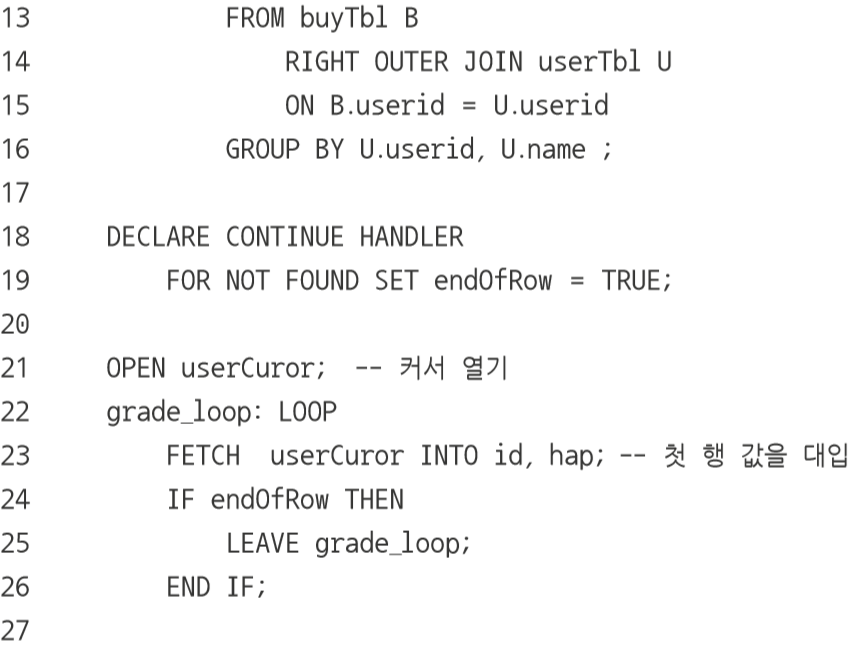 13 FROM buyTbl B
14 RIGHT OUTER JOIN userTbl U
15 ON B.userid = U.userid
16 GROUP BY U.userid, U.name ;
17
18 DECLARE CONTINUE HANDLER
19 FOR NOT FOUND SET endOfRow = TRUE;
20
21 OPEN userCuror; -- 커서 열기
22 grade_loop: LOOP
23 FETCH userCuror INTO id, hap; -- 첫 행 값을 대입
24 IF endOfRow THEN
25 LEAVE grade_loop;
26 END IF;
27